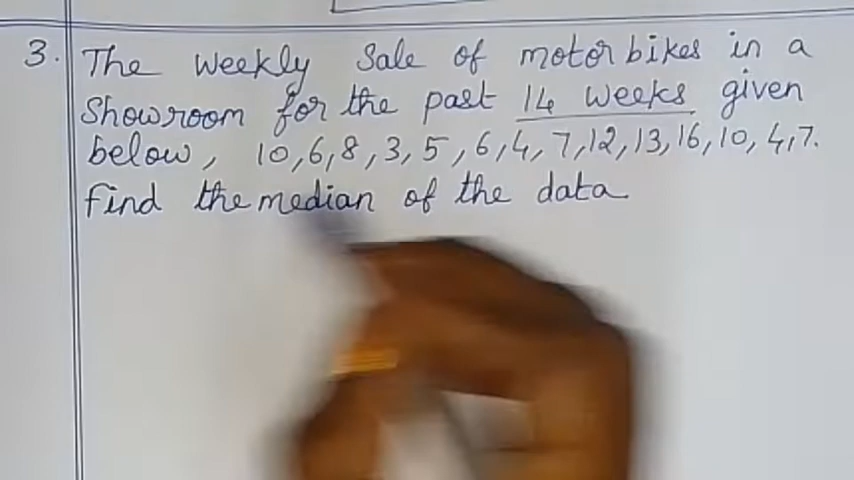 3. The weekly Sale of motor bikes in a
Showroom for the past 14 weeks given
below, 10,6,8,3,5,6,4,7,12,13,16,10,4,7.
find the median of the data